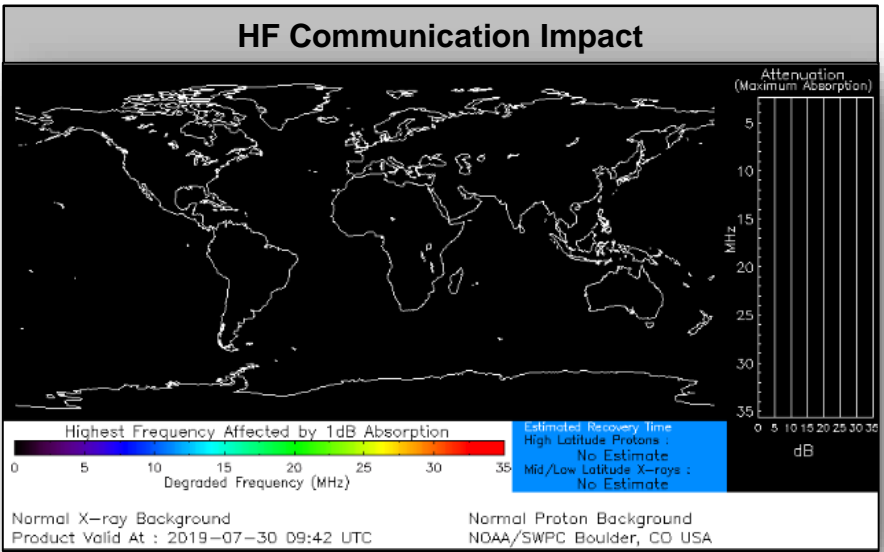 HF Communication Impact
Attenuation
(Maximum Absorption)
5
10
15
20
25
30
35
MHz
0 5 10 15 20 25 30 35
dB
Highest Frequency Affected by 1dB Absorption
0 5 10 15 20 25 30 35
Degraded Frequency (MHz)
Estimated Recovery Time
High Latitude Protons :
No Estimate
Mid/Low Latitude X-rays :
No Estimate
Normal X-ray Background
Normal Proton Background
Product Valid At : 2019-07-30 09:42 UTC
NOAA/SWPC Boulder, CO USA